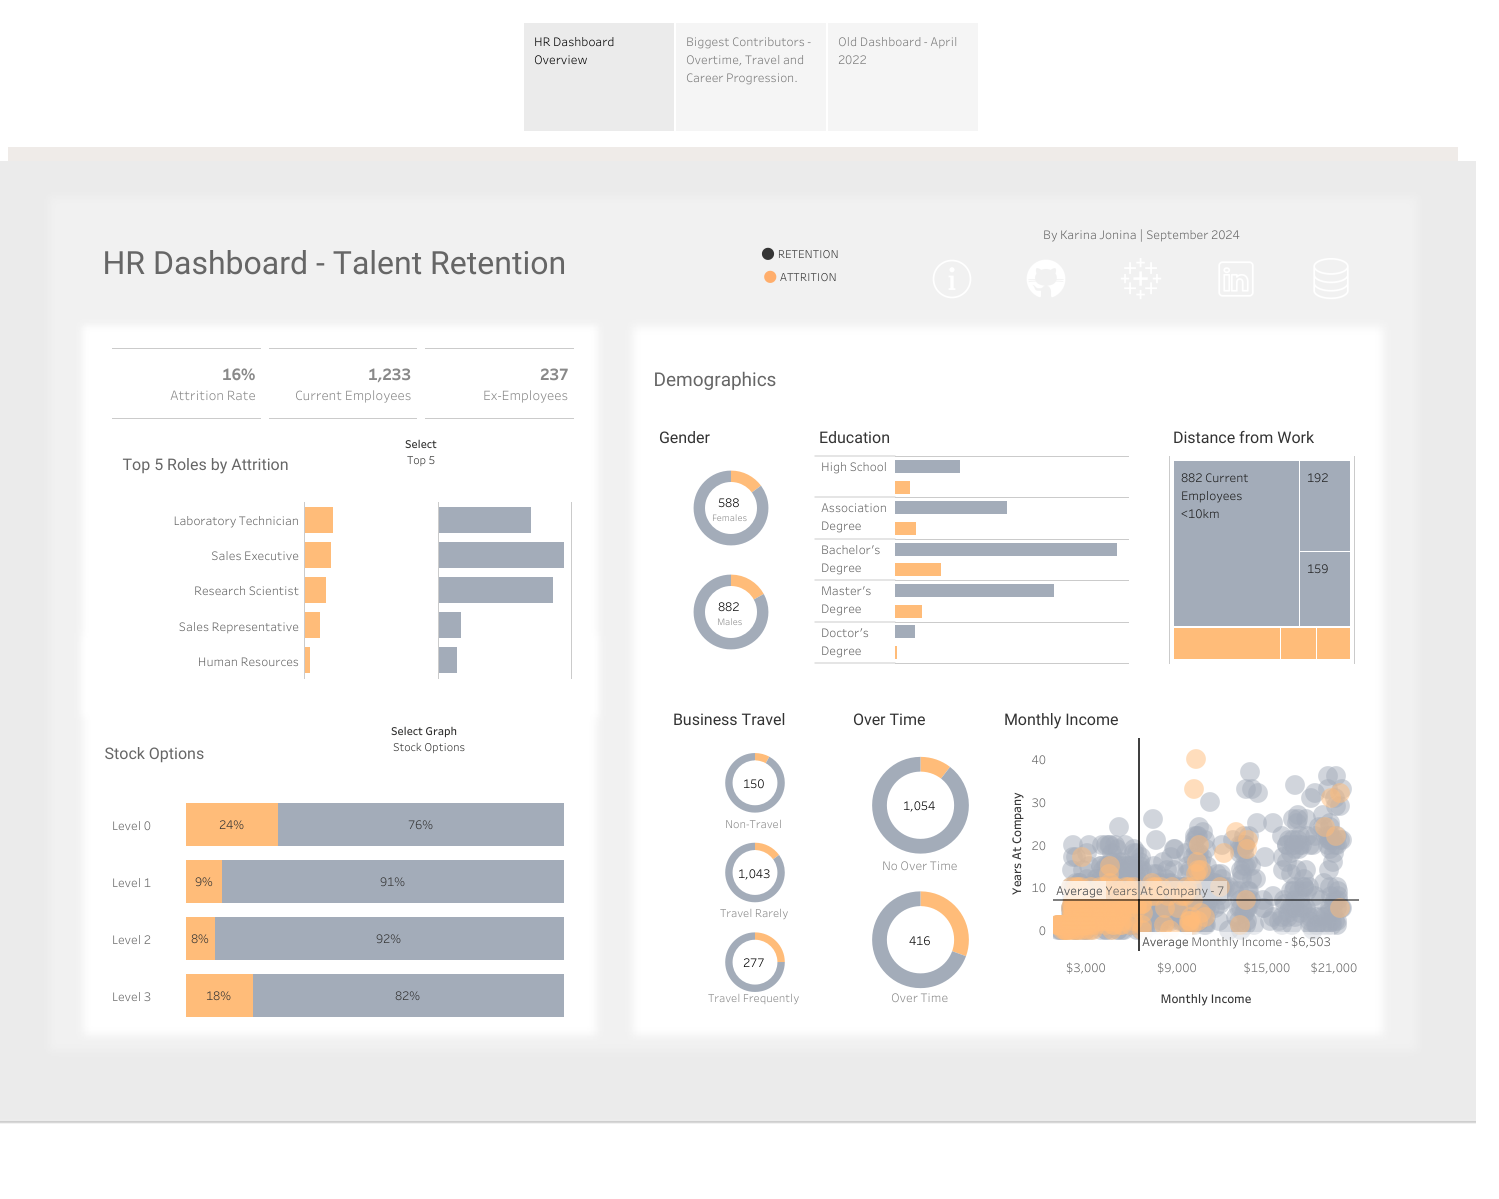 HR Dashboard
Overview
Biggest Contributors -
Overtime, Travel and
Career Progression.
Old Dashboard - April
2022
HR Dashboard - Talent Retention
RETENTION
ATTRITION
By Karina Jonina | September 2024
16%
Attrition Rate
1,233
Current Employees
237
Ex-Employees
Select
Top 5
Top 5 Roles by Attrition
Laboratory Technician
Sales Executive
Research Scientist
Sales Representative
Human Resources
Select Graph
Stock Options
Stock Options
Level 0
24%
76%
Level 1
9%
91%
Level 2
8%
92%
Level 3
18%
82%
Demographics
Gender
588
Females
882
Males
Education
High School
Association
Degree
Bachelor's
Degree
Master's
Degree
Doctor's
Degree
Distance from Work
882 Current
Employees
<10km
192
159
Business Travel
150
Non-Travel
1,043
Travel Rarely
277
Travel Frequently
Over Time
1,054
No Over Time
416
Over Time
Monthly Income
Years At Company
40
30
20
10
0
Average Years At Company - 7
Average Monthly Income - $6,503
$3,000
$9,000
$15,000
$21,000
Monthly Income